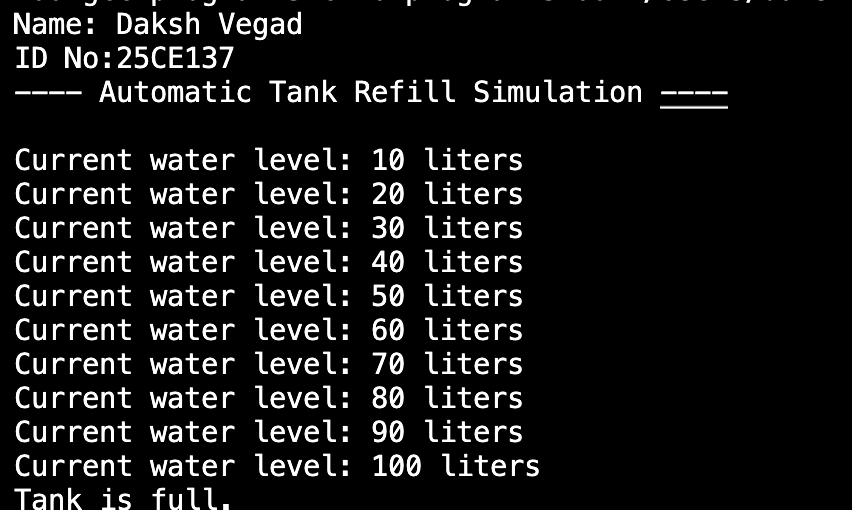 Name: Daksh Vegad
ID No:25CE137
---- Automatic Tank Refill Simulation ----
Current water level: 10 liters
Current water level: 20 liters
Current water level: 30 liters
Current water level: 40 liters
Current water level: 50 liters
Current water level: 60 liters
Current water level: 70 liters
Current water level: 80 liters
Current water level: 90 liters
Current water level: 100 liters
Tank is full.